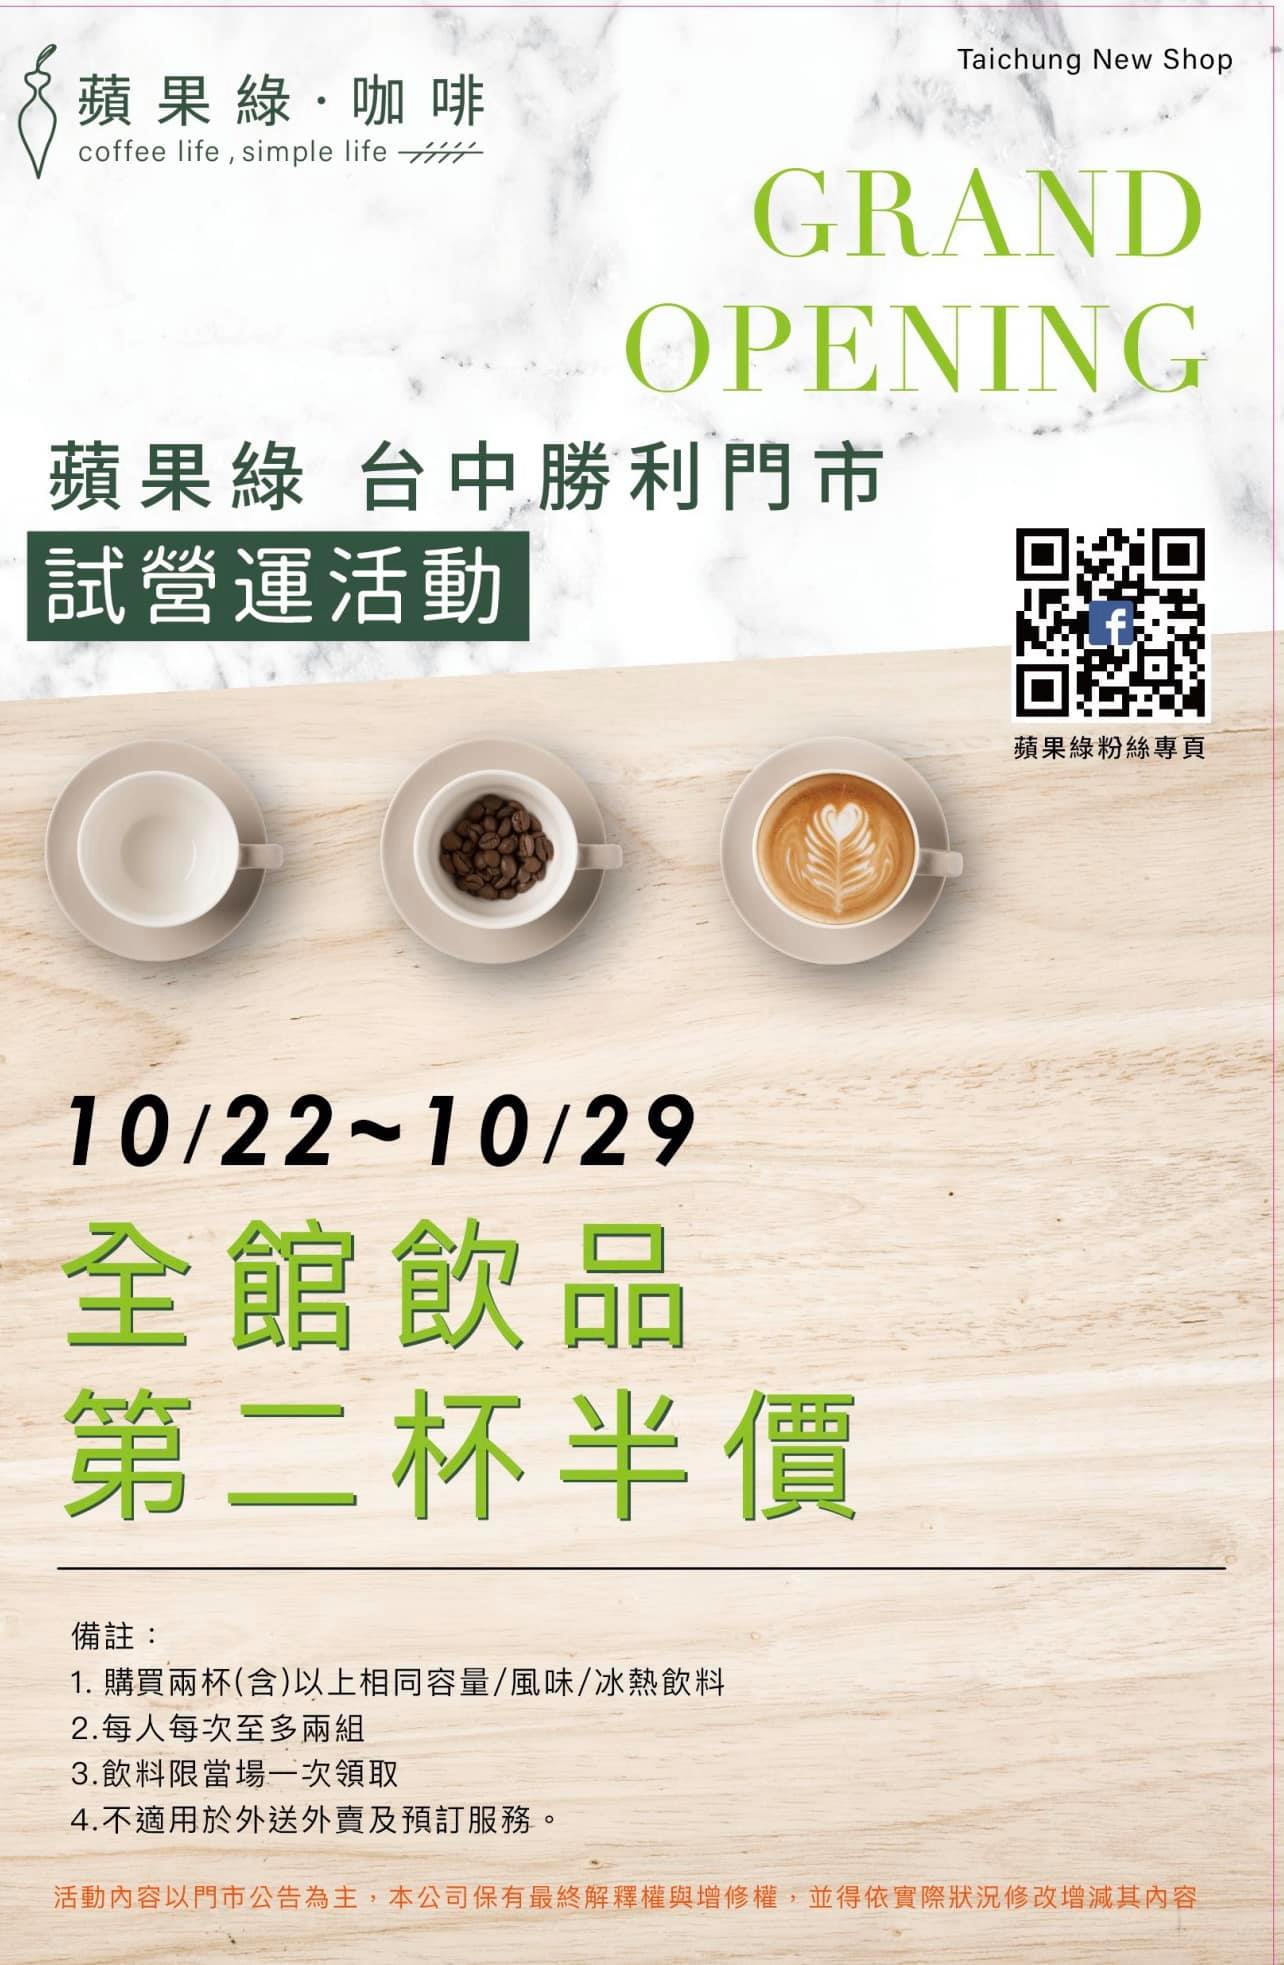 蘋果綠·咖啡
coffee life, simple life
Taichung New Shop
GRAND
OPENING
蘋果綠 台中勝利門市
試營運活動
蘋果綠粉絲專頁
10/22~10/29
全館飲品
第二杯半價
備註：
1. 購買兩杯(含)以上相同容量/風味/冰熱飲料
2.每人每次至多兩組
3.飲料限當場一次領取
4.不適用於外送外賣及預訂服務。
活動內容以門市公告為主，本公司保有最終解釋權與增修權，並得依實際狀況修改增減其內容